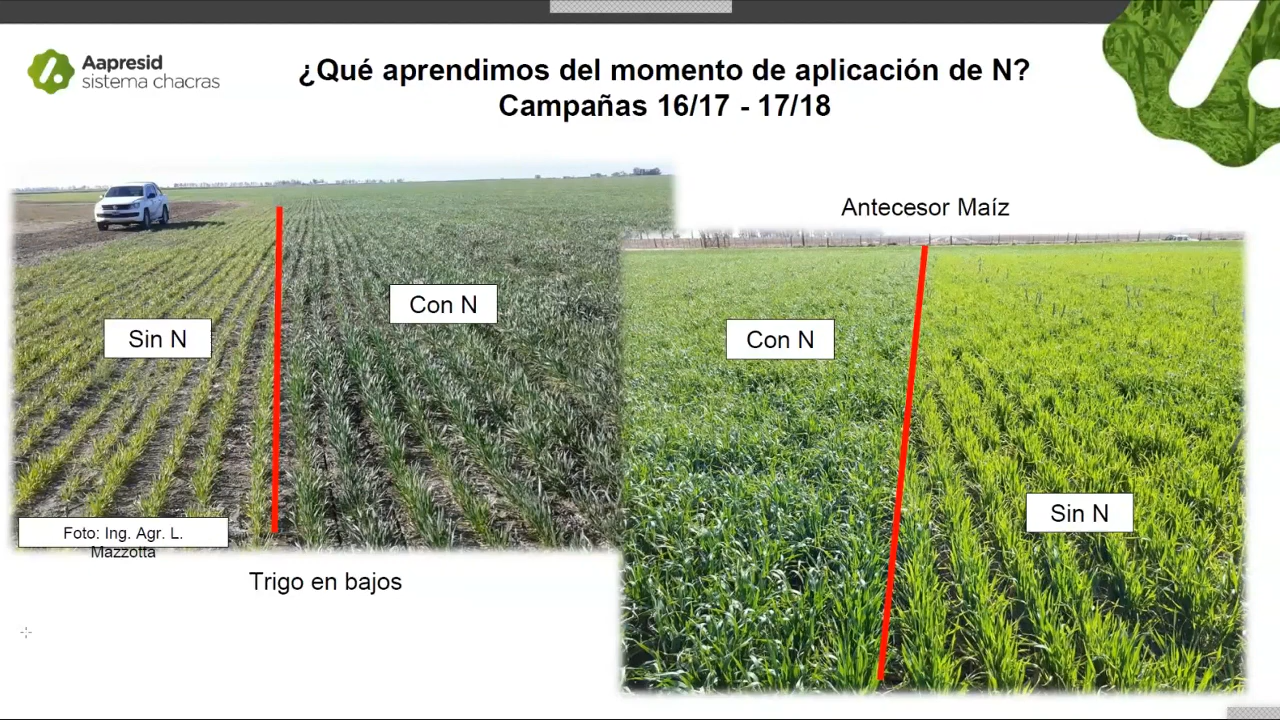 Aapresid
sistema chacras
¿Qué aprendimos del momento de aplicación de N?
Campañas 16/17 - 17/18
Antecesor Maíz
Con N
Sin N
Con N
Sin N
Foto: Ing. Agr. L.
Mazzotta
Trigo en bajos